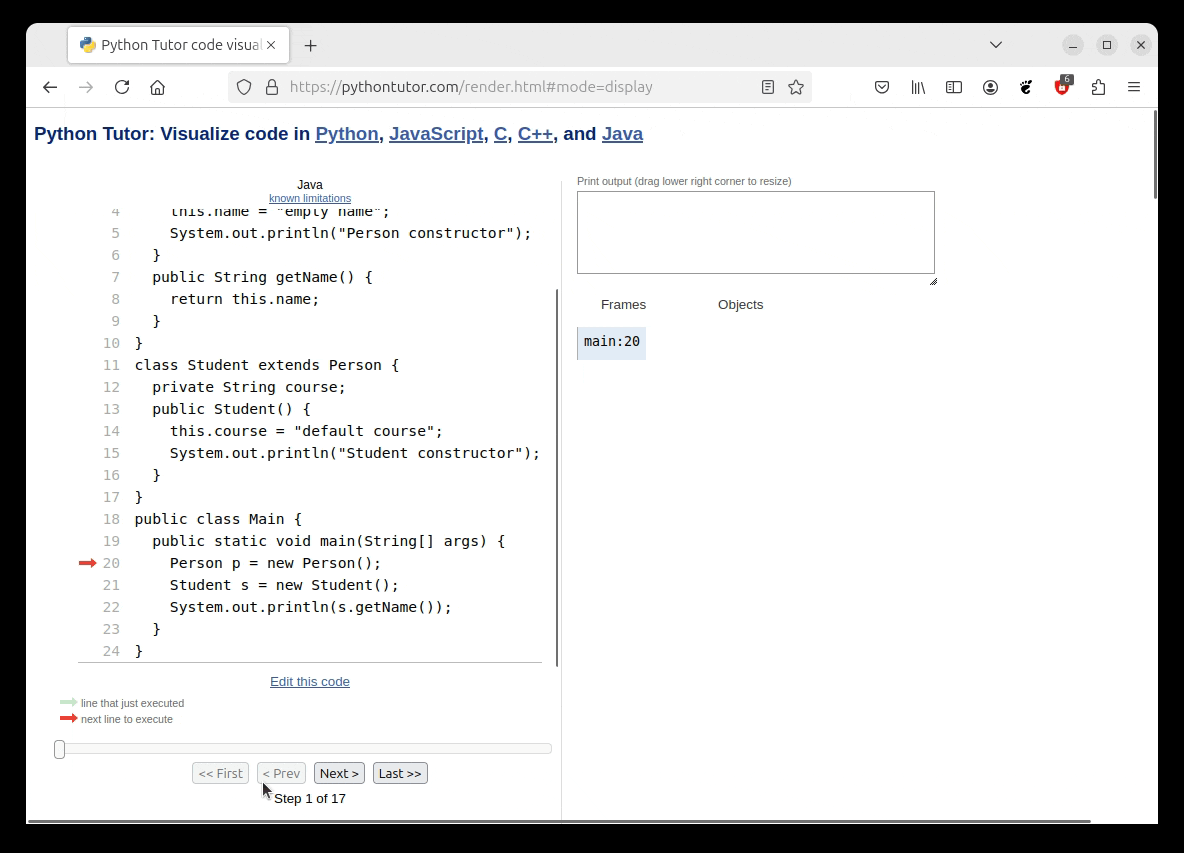 Python Tutor code visual
6
https://pythontutor.com/render.html#mode=display
Python Tutor: Visualize code in Python, JavaScript, C, C++, and Java
Java
known limitations
4     this.name = "empty name";
5     System.out.println("Person constructor");
6   }
7   public String getName() {
8     return this.name;
9   }
10 }
11 class Student extends Person {
12   private String course;
13   public Student() {
14     this.course = "default course";
15     System.out.println("Student constructor");
16   }
17 }
18 public class Main {
19   public static void main(String[] args) {
20     Person p = new Person();
21     Student s = new Student();
22     System.out.println(s.getName());
23   }
24 }
Edit this code
line that just executed
next line to execute
<< First < Prev Next > Last >>
Step 1 of 17
Print output (drag lower right corner to resize)
Frames Objects
main:20